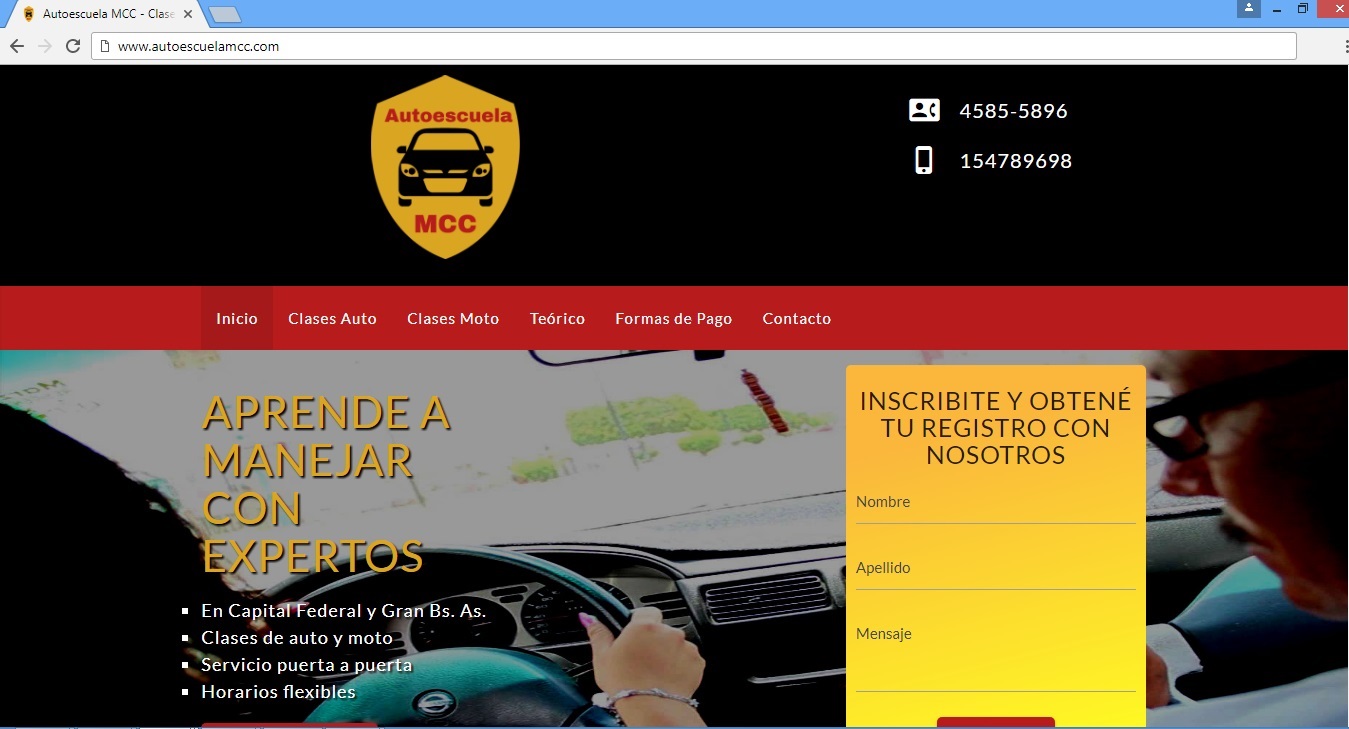 Autoescuela MCC - Clase
www.autoescuelamcc.com
Autoescuela
MCC
4585-5896
154789698
Inicio
Clases Auto
Clases Moto
Teórico
Formas de Pago
Contacto
APRENDE A
MANEJAR
CON
EXPERTOS
En Capital Federal y Gran Bs. As.
Clases de auto y moto
Servicio puerta a puerta
Horarios flexibles
INSCRIBITE Y OBTENÉ
TU REGISTRO CON
NOSOTROS
Nombre
Apellido
Mensaje